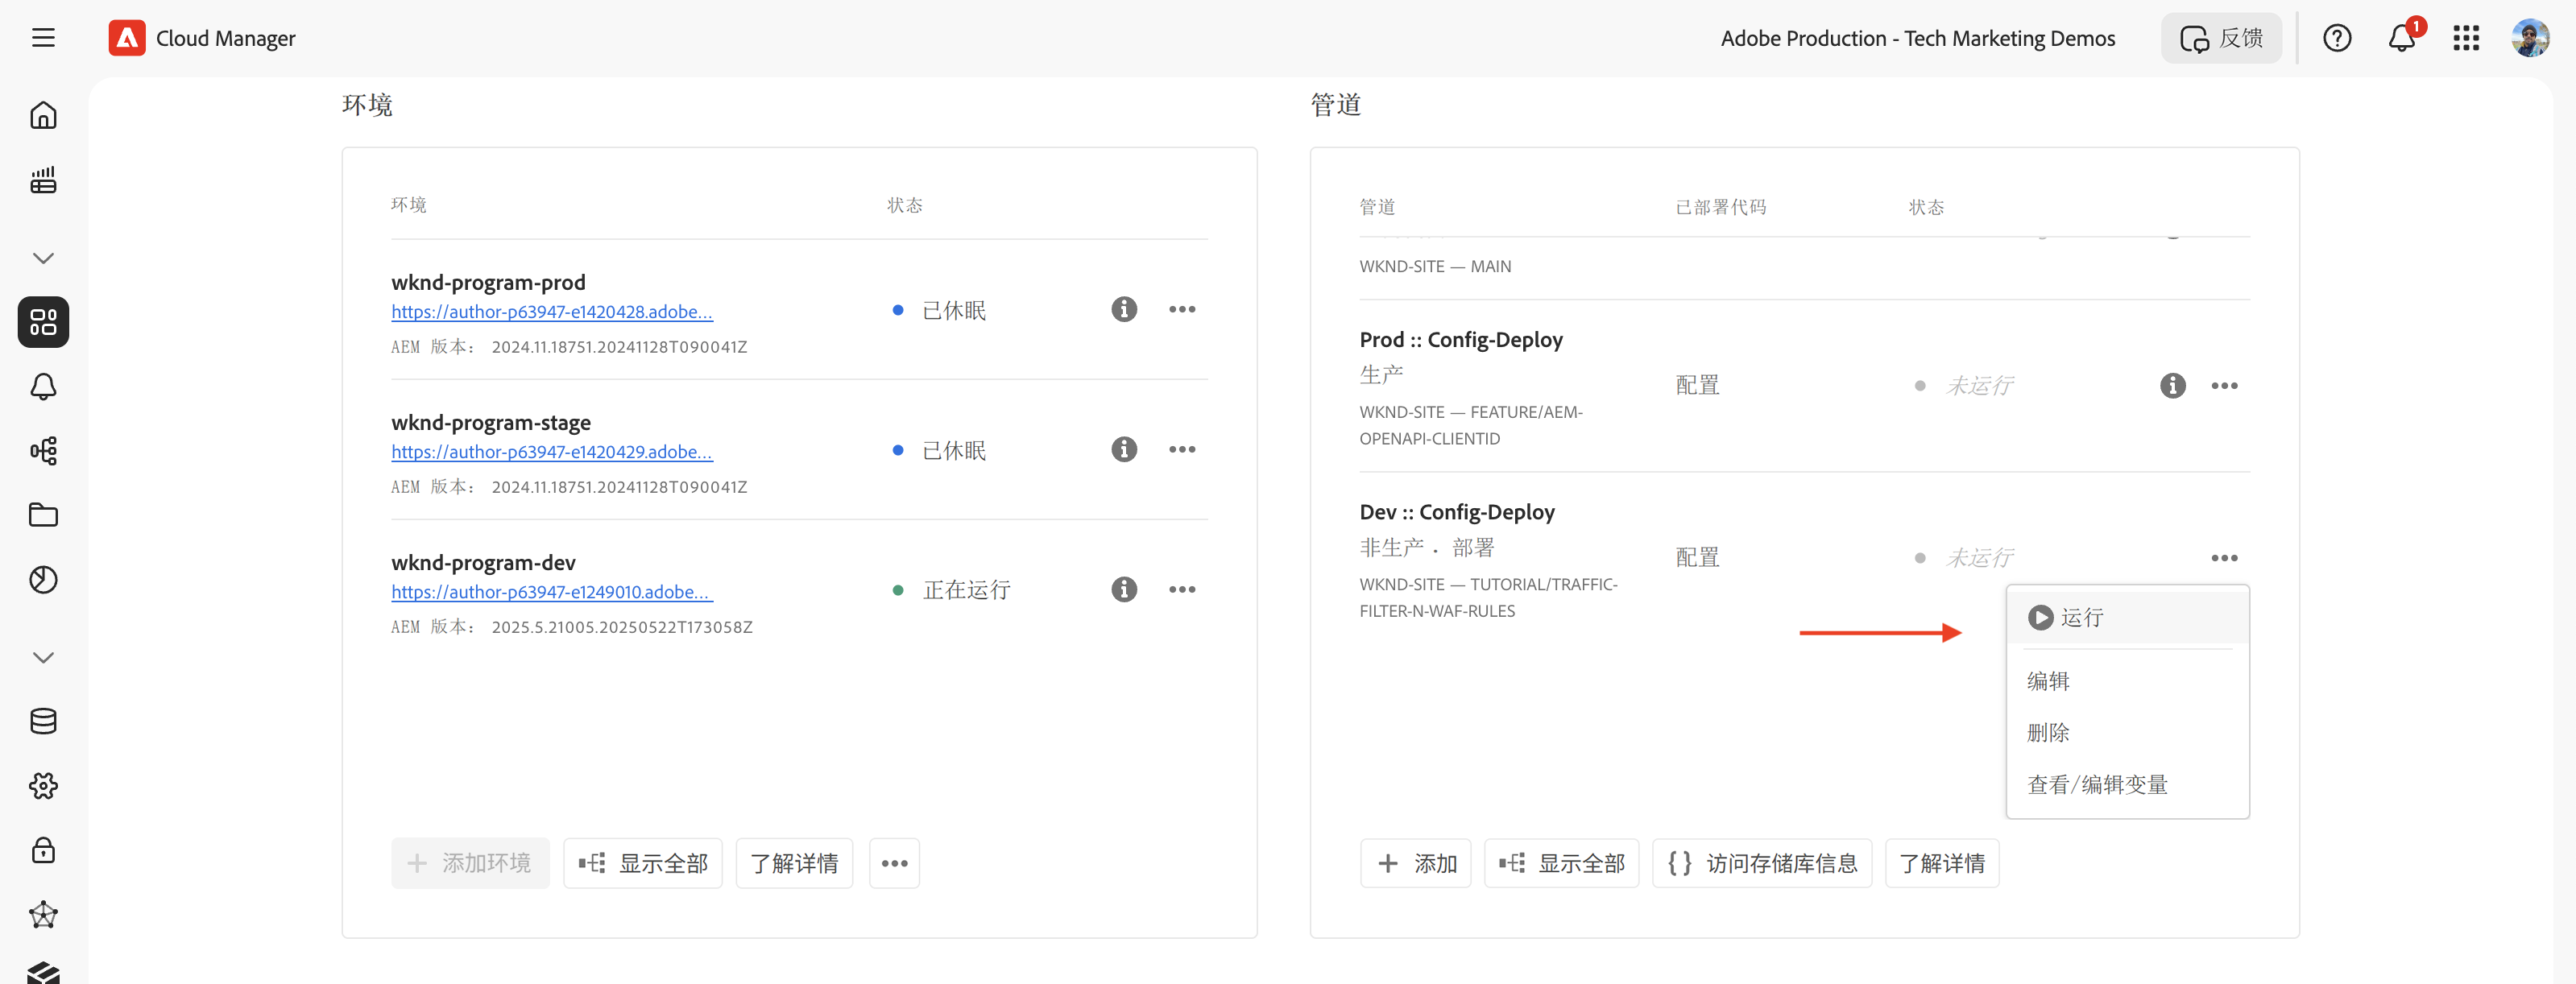 Cloud Manager
Adobe Production - Tech Marketing Demos
反馈
1
环境
环境
状态
wknd-program-prod
https://author-p63947-e1420428.adobe...
已休眠
AEM 版本： 2024.11.18751.20241128T090041Z
wknd-program-stage
https://author-p63947-e1420429.adobe...
已休眠
AEM 版本： 2024.11.18751.20241128T090041Z
wknd-program-dev
https://author-p63947-e1249010.adobe...
正在运行
AEM 版本： 2025.5.21005.20250522T173058Z
添加环境
显示全部
了解详情
管道
管道
已部署代码
状态
WKND-SITE — MAIN
Prod :: Config-Deploy
生产
配置
未运行
WKND-SITE — FEATURE/AEM-
OPENAPI-CLIENTID
Dev :: Config-Deploy
非生产 · 部署
配置
未运行
WKND-SITE — TUTORIAL/TRAFFIC-
FILTER-N-WAF-RULES
运行
编辑
删除
查看/编辑变量
添加
显示全部
访问存储库信息
了解详情